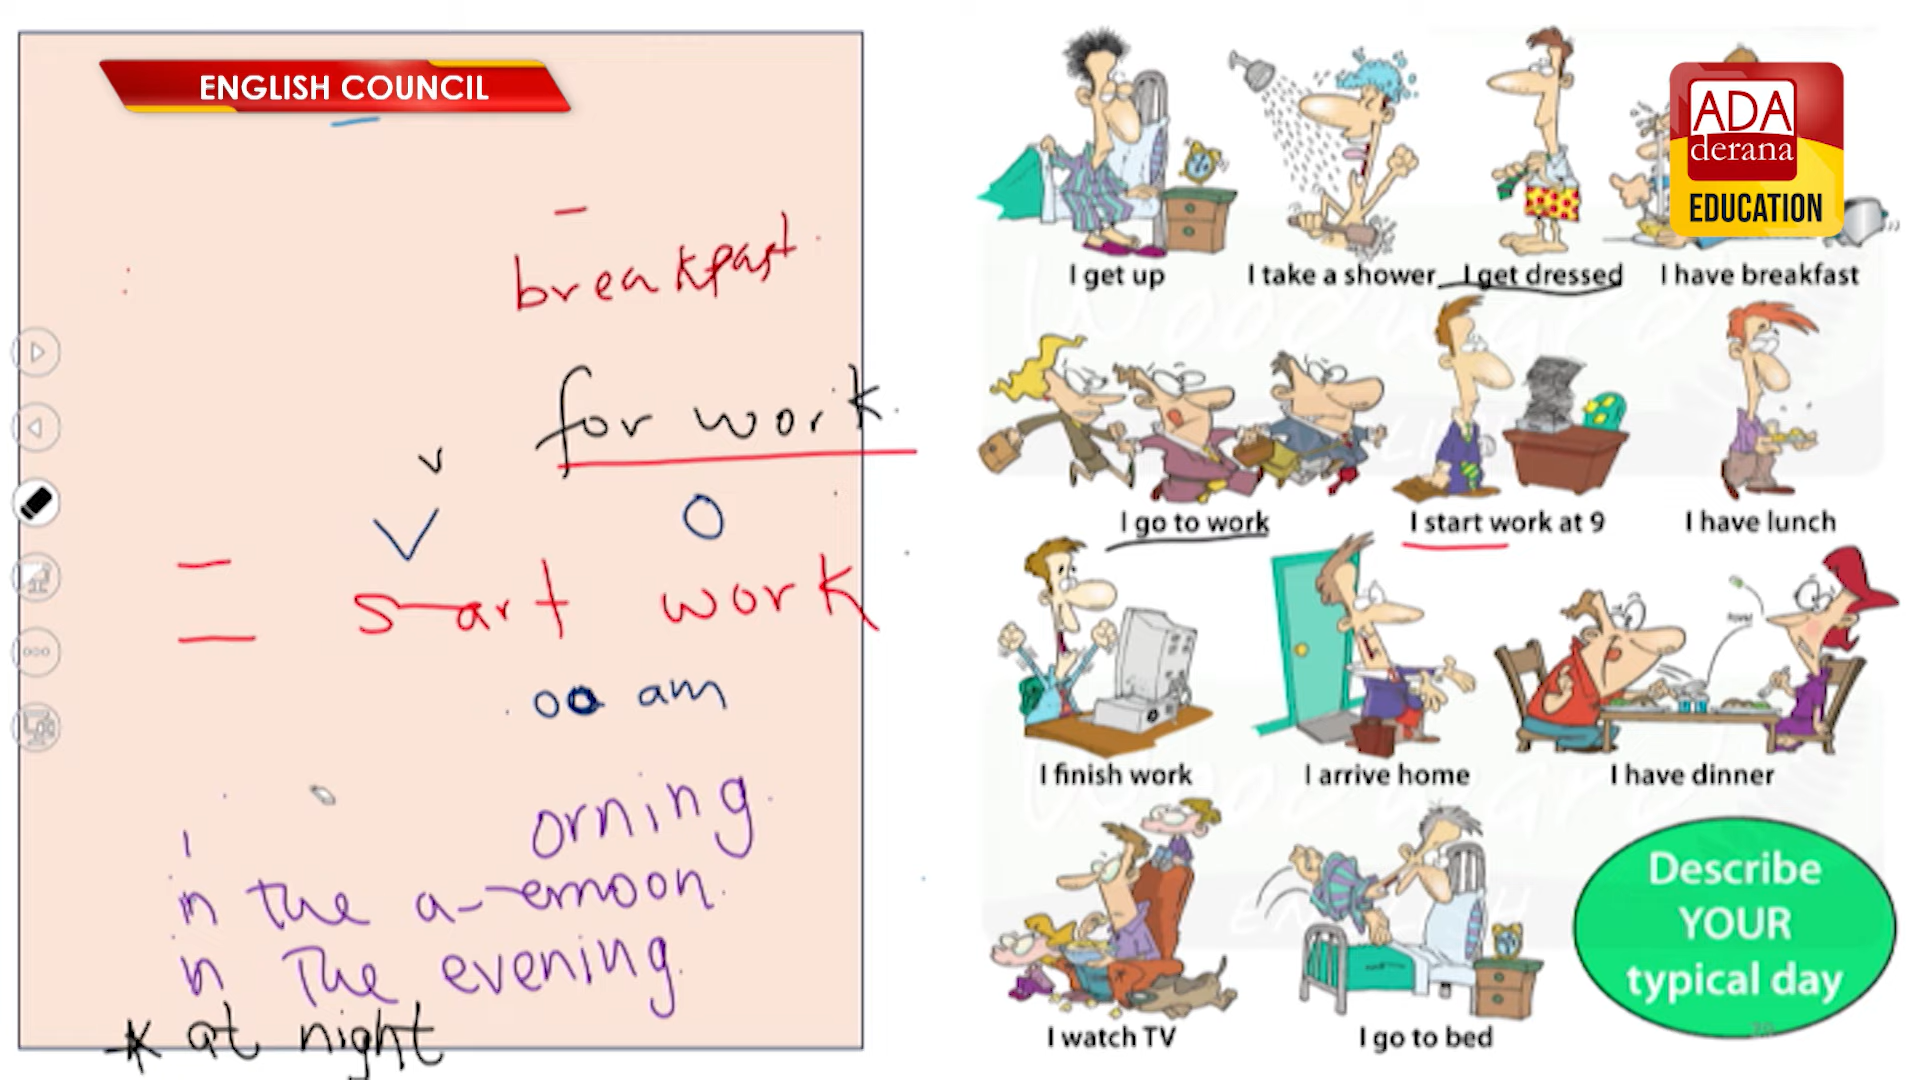 ENGLISH COUNCIL
breakfast
for work
V
V O
= start work
am
orning
in the afternoon
in The evening
* at night
ADA
derana
EDUCATION
I get up I take a shower I get dressed I have breakfast
I go to work I start work at 9 I have lunch
I finish work I arrive home I have dinner
I watch TV I go to bed
Describe
YOUR
typical day